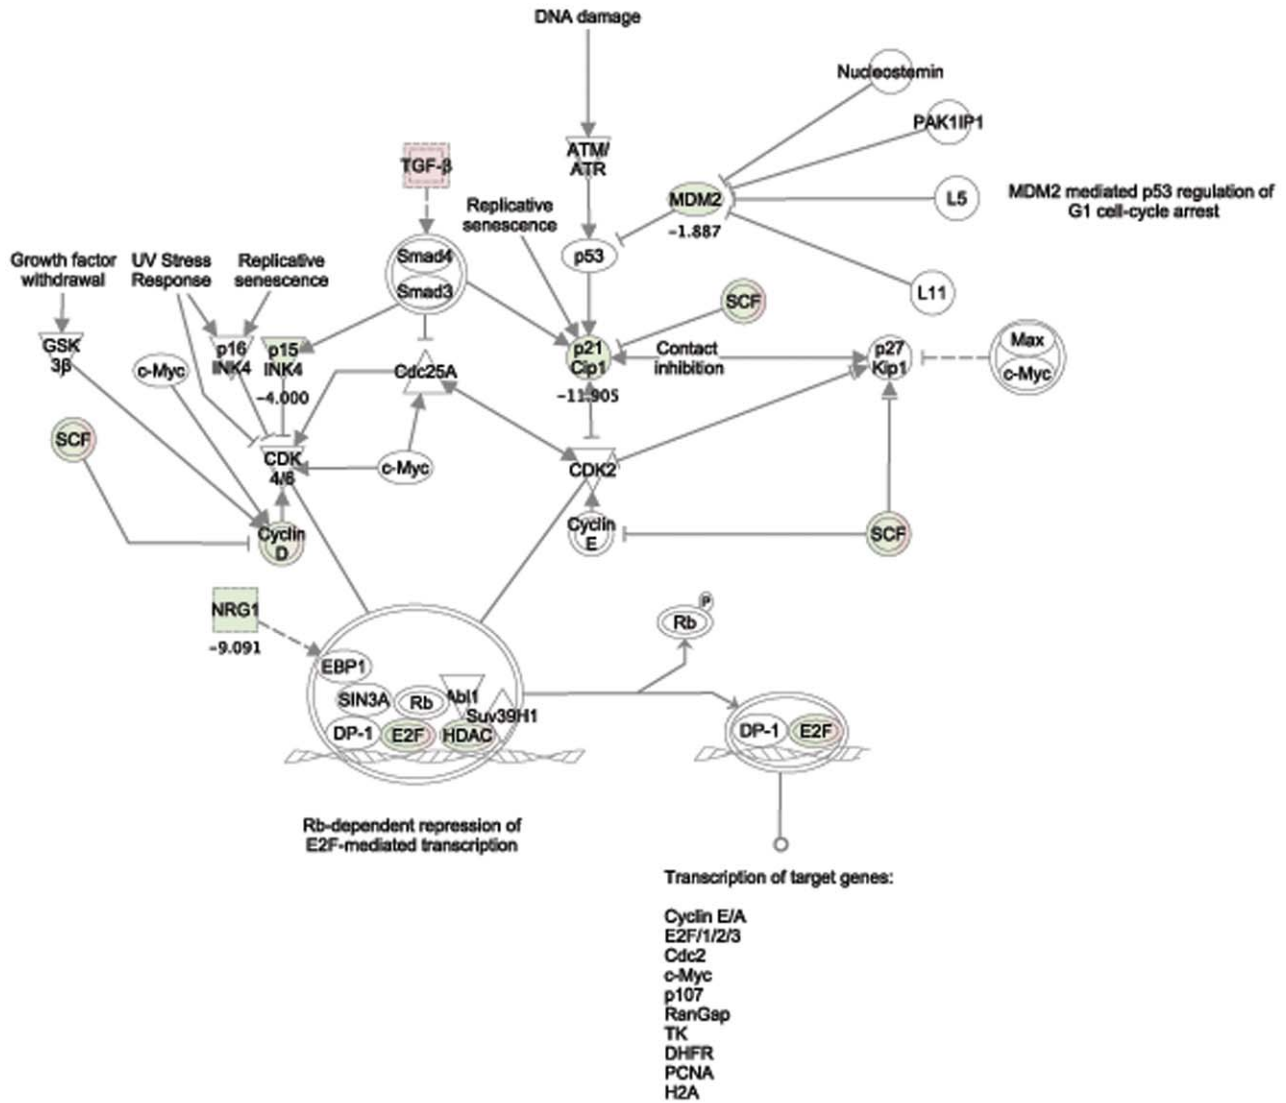 DNA damage
Nucleostemin
PAK1IP1
ATM/
ATR
TGF-β
MDM2
-1.887
L5
MDM2 mediated p53 regulation of
G1 cell-cycle arrest
Replicative
senescence
p53
Smad4
Smad3
Growth factor
withdrawal
UV Stress
Response
Replicative
senescence
L11
SCF
GSK
3β
p16
INK4
p15
INK4
-4.000
c-Myc
Cdc25A
p21
Cip1
-11.905
Contact
inhibition
p27
Kip1
Max
c-Myc
SCF
CDK
4/6
c-Myc
CDK2
Cyclin
D
Cyclin
E
SCF
NRG1
-9.091
P
Rb
EBP1
SIN3A
Rb
Abl1
Suv39H1
DP-1
E2F
HDAC
DP-1
E2F
Rb-dependent repression of
E2F-mediated transcription
Transcription of target genes:
Cyclin E/A
E2F/1/2/3
Cdc2
c-Myc
p107
RanGap
TK
DHFR
PCNA
H2A